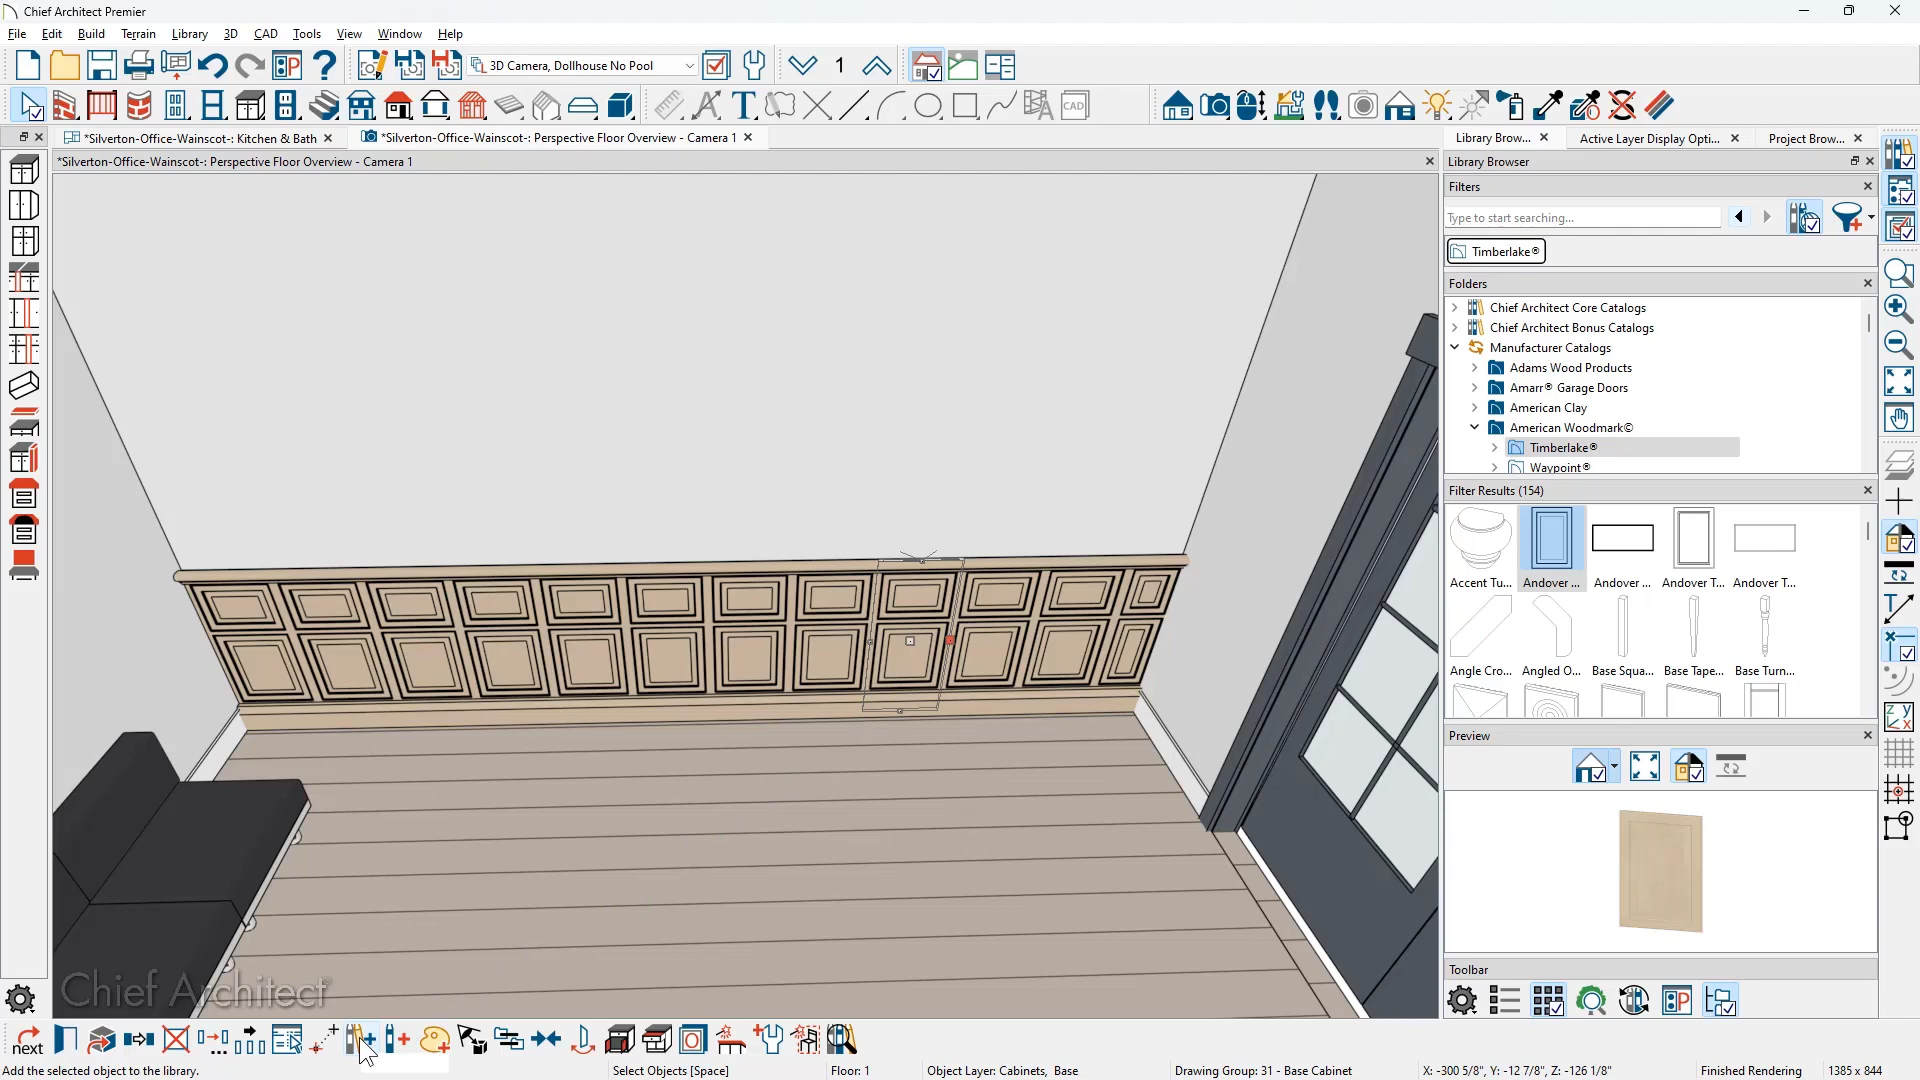 Chief Architect Premier
File Edit Build Terrain Library 3D CAD Tools View Window Help
3D Camera, Dollhouse No Pool
1
CAD
*Silverton-Office-Wainscot-: Kitchen & Bath
*Silverton-Office-Wainscot-: Perspective Floor Overview - Camera 1
Library Brow...
Active Layer Display Opti...
Project Brow...
*Silverton-Office-Wainscot-: Perspective Floor Overview - Camera 1
Library Browser
Filters
Type to start searching...
Timberlake®
Folders
Chief Architect Core Catalogs
Chief Architect Bonus Catalogs
Manufacturer Catalogs
Adams Wood Products
Amarr® Garage Doors
American Clay
American Woodmark©
Timberlake®
Waypoint®
Filter Results (154)
Accent Tu... Andover ... Andover ... Andover T... Andover T...
Angle Cro... Angled O... Base Squa... Base Tape... Base Turn...
Preview
Toolbar
Chief Architect
next
Add the selected object to the library.
Select Objects [Space]
Floor: 1
Object Layer: Cabinets, Base
Drawing Group: 31 - Base Cabinet
X: -300 5/8", Y: -12 7/8", Z: -126 1/8"
Finished Rendering
1385 x 844